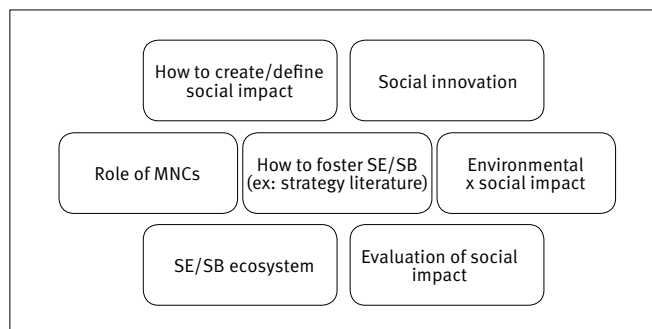 How to create/define
social impact
Social innovation
Role of MNCs
How to foster SE/SB
(ex: strategy literature)
Environmental
x social impact
SE/SB ecosystem
Evaluation of social
impact